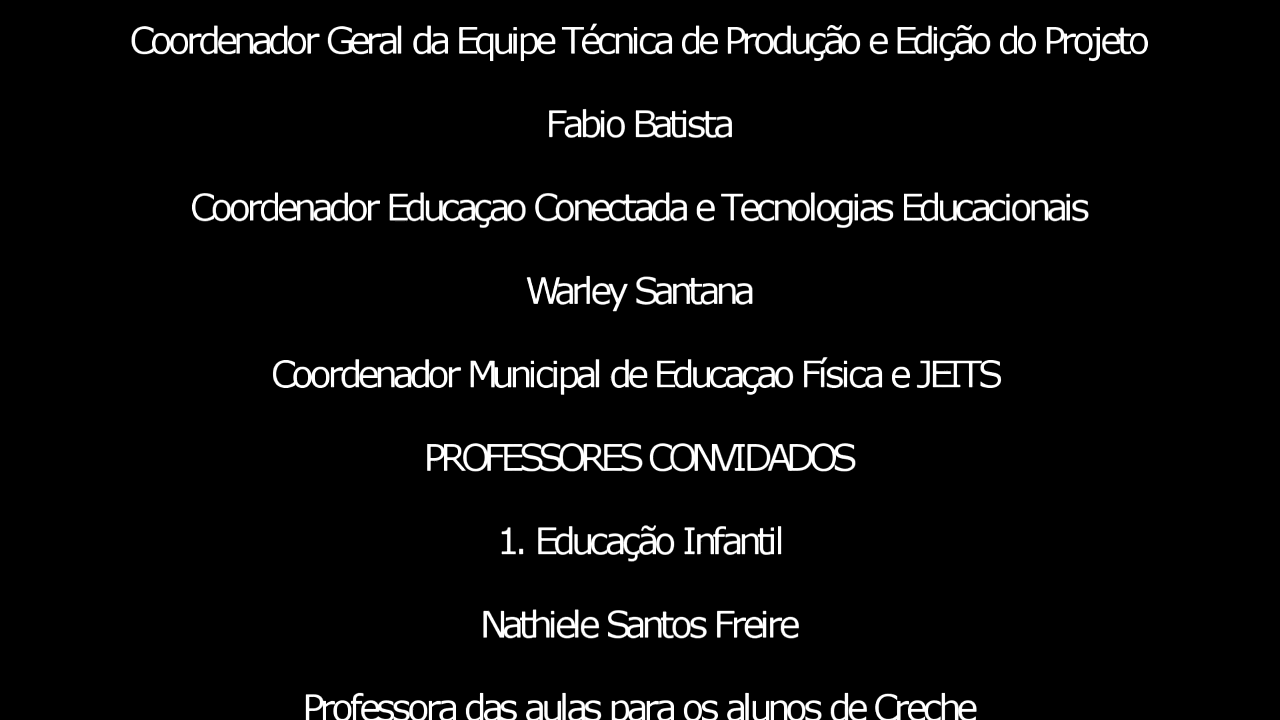 Coordenador Geral da Equipe Técnica de Produção e Edição do Projeto
Fabio Batista
Coordenador Educaçao Conectada e Tecnologias Educacionais
Warley Santana
Coordenador Municipal de Educaçao Física e JEITS
PROFESSORES CONVIDADOS
1. Educação Infantil
Nathiele Santos Freire
Professora das aulas para os alunos de Creche